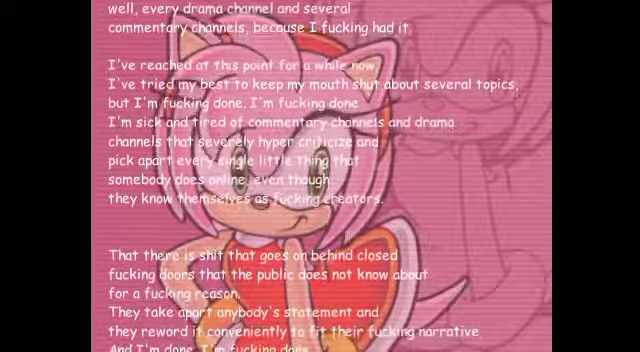 well, every drama channel and several
commentary channels, because I fucking had it.
I've reached at this point for a while now
I've tried my best to keep my mouth shut about several topics,
but I'm fucking done. I'm fucking done
I'm sick and tired of commentary channels and drama
channels that severely hyper criticize and
pick apart every single little thing that
somebody does online, even though
they know themselves as fucking creators.
That there is shit that goes on behind closed
fucking doors that the public does not know about
for a fucking reason.
They take apart anybody's statement and
they reword it conveniently to fit their fucking narrative
And I'm done. I'm fucking done